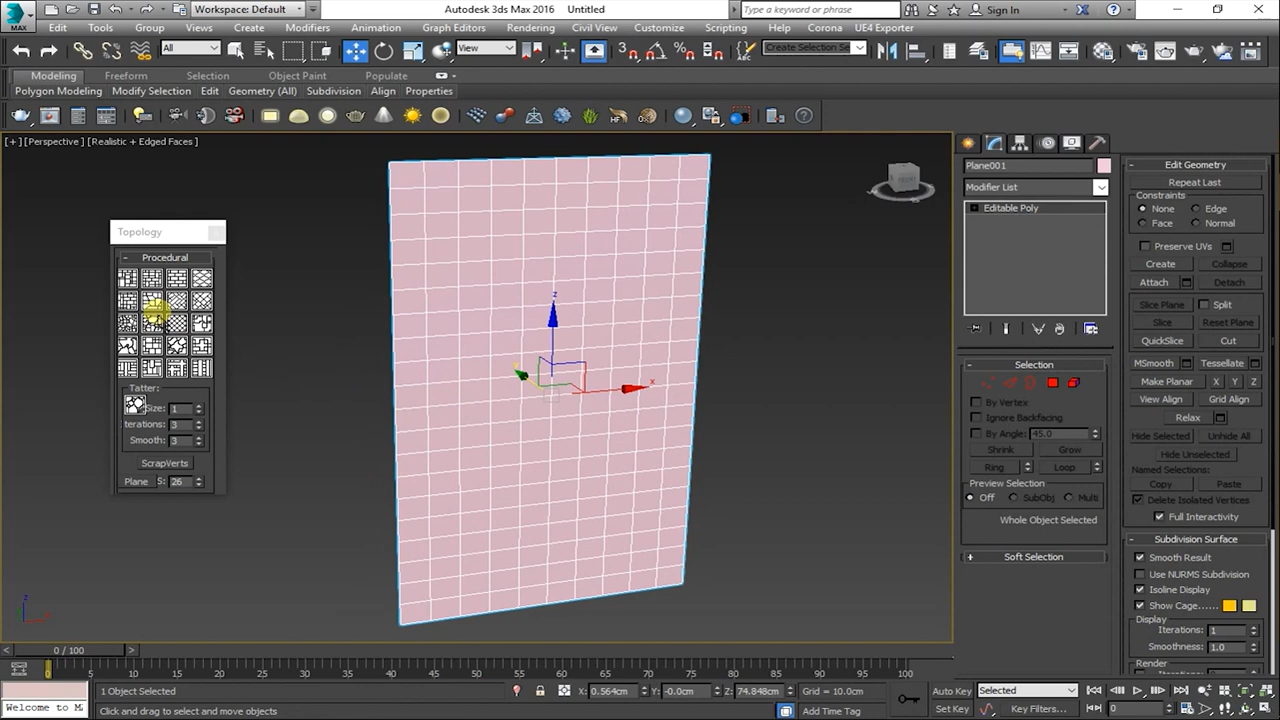 MAX
Workspace: Default
Autodesk 3ds Max 2016 Untitled
Type a keyword or phrase
Sign In
Edit Tools Group Views Create Modifiers Animation Graph Editors Rendering Civil View Customize Scripting Help Corona UE4 Exporter
All
View
Create Selection Se
Modeling Freeform Selection Object Paint Populate
Polygon Modeling Modify Selection Edit Geometry (All) Subdivision Align Properties
[+] [Perspective] [Realistic + Edged Faces]
Topology
Procedural
Tatter:
Size: 1
Iterations: 3
Smooth: 3
ScrapVerts
Plane S: 26
z
x
z
Plane001
Modifier List
Editable Poly
Selection
By Vertex
Ignore Backfacing
By Angle: 45.0
Shrink Grow
Ring Loop
Preview Selection
Off SubObj Multi
Whole Object Selected
Soft Selection
Edit Geometry
Repeat Last
Constraints
None Edge
Face Normal
Preserve UVs
Create Collapse
Attach Detach
Slice Plane Split
Slice Reset Plane
QuickSlice Cut
MSmooth Tessellate
Make Planar X Y Z
View Align Grid Align
Relax
Hide Selected Unhide All
Hide Unselected
Named Selections:
Copy Paste
Delete Isolated Vertices
Full Interactivity
Subdivision Surface
Smooth Result
Use NURMS Subdivision
Isoline Display
Show Cage......
Display
Iterations: 1
Smoothness: 1.0
Render
0 / 100
0 5 10 15 20 25 30 35 40 45 50 55 60 65 70 75 80 85 90 95 100
1 Object Selected
X: 0.564cm Y: -0.0cm Z: 74.848cm Grid = 10.0cm
Auto Key Selected
Welcome to M
Click and drag to select and move objects
Add Time Tag
Set Key Key Filters... 0